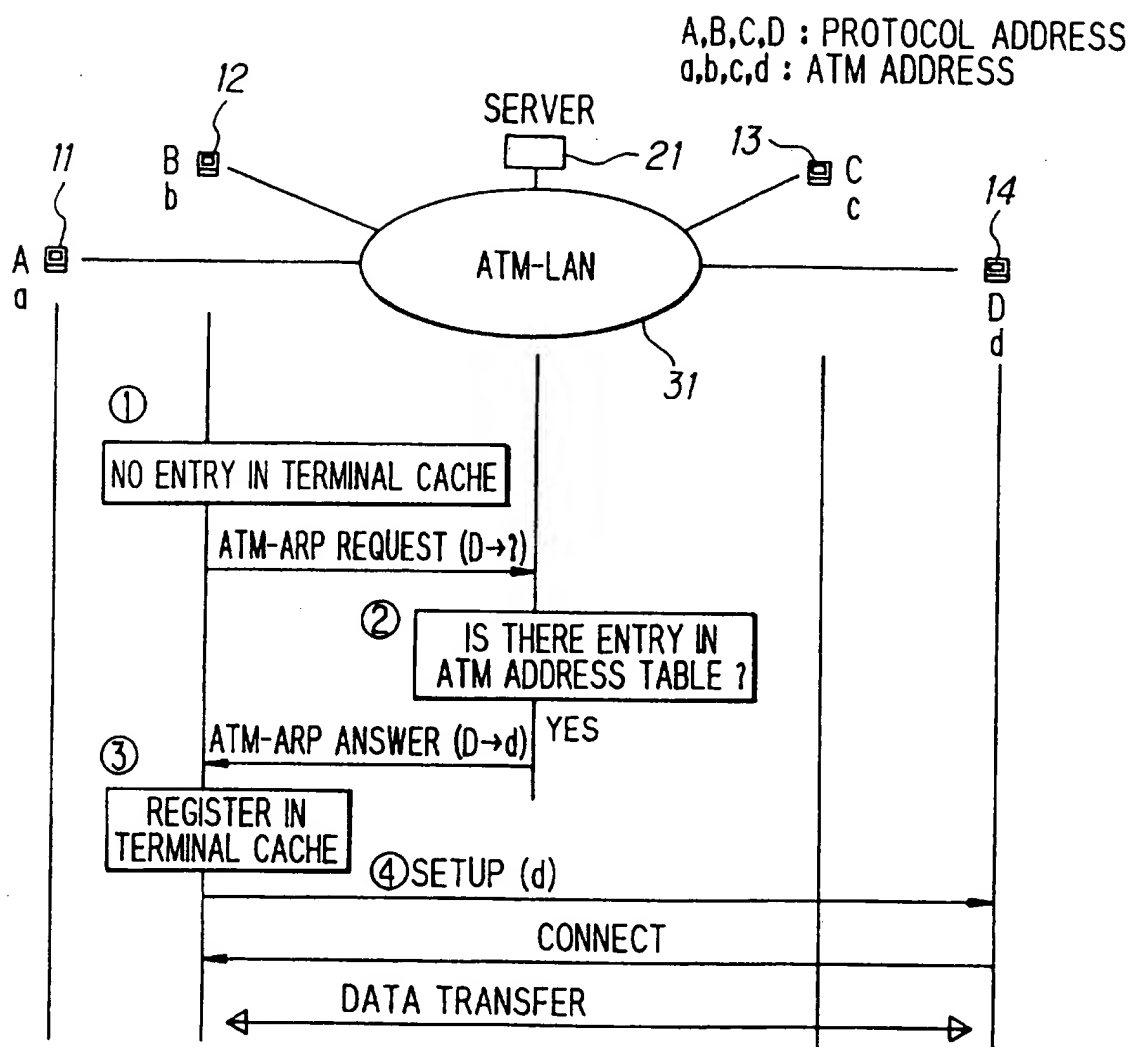 A,B,C,D : PROTOCOL ADDRESS
a,b,c,d : ATM ADDRESS
12
SERVER
21
13
11
B
b
C
c
14
A
a
ATM-LAN
D
d
31
①
NO ENTRY IN TERMINAL CACHE
ATM-ARP REQUEST (D→?)
②
IS THERE ENTRY IN
ATM ADDRESS TABLE ?
YES
ATM-ARP ANSWER (D→d)
③
REGISTER IN
TERMINAL CACHE
④ SETUP (d)
CONNECT
DATA TRANSFER